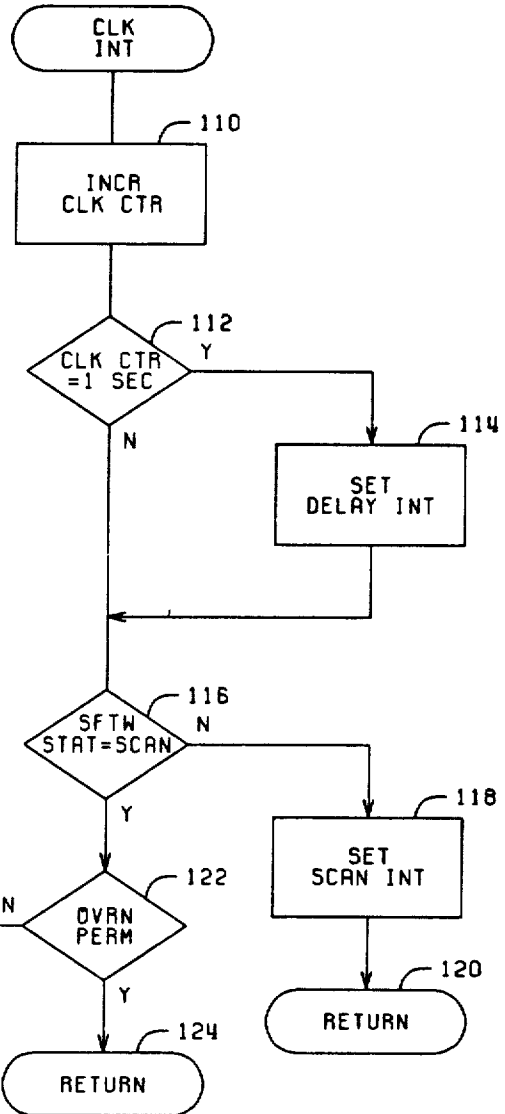 CLK
INT
110
INCR
CLK CTR
112
CLK CTR
=1 SEC
Y
N
114
SET
DELAY INT
116
SFTW
STAT=SCAN
N
Y
118
SET
SCAN INT
122
OVRN
PERM
N
Y
120
RETURN
124
RETURN